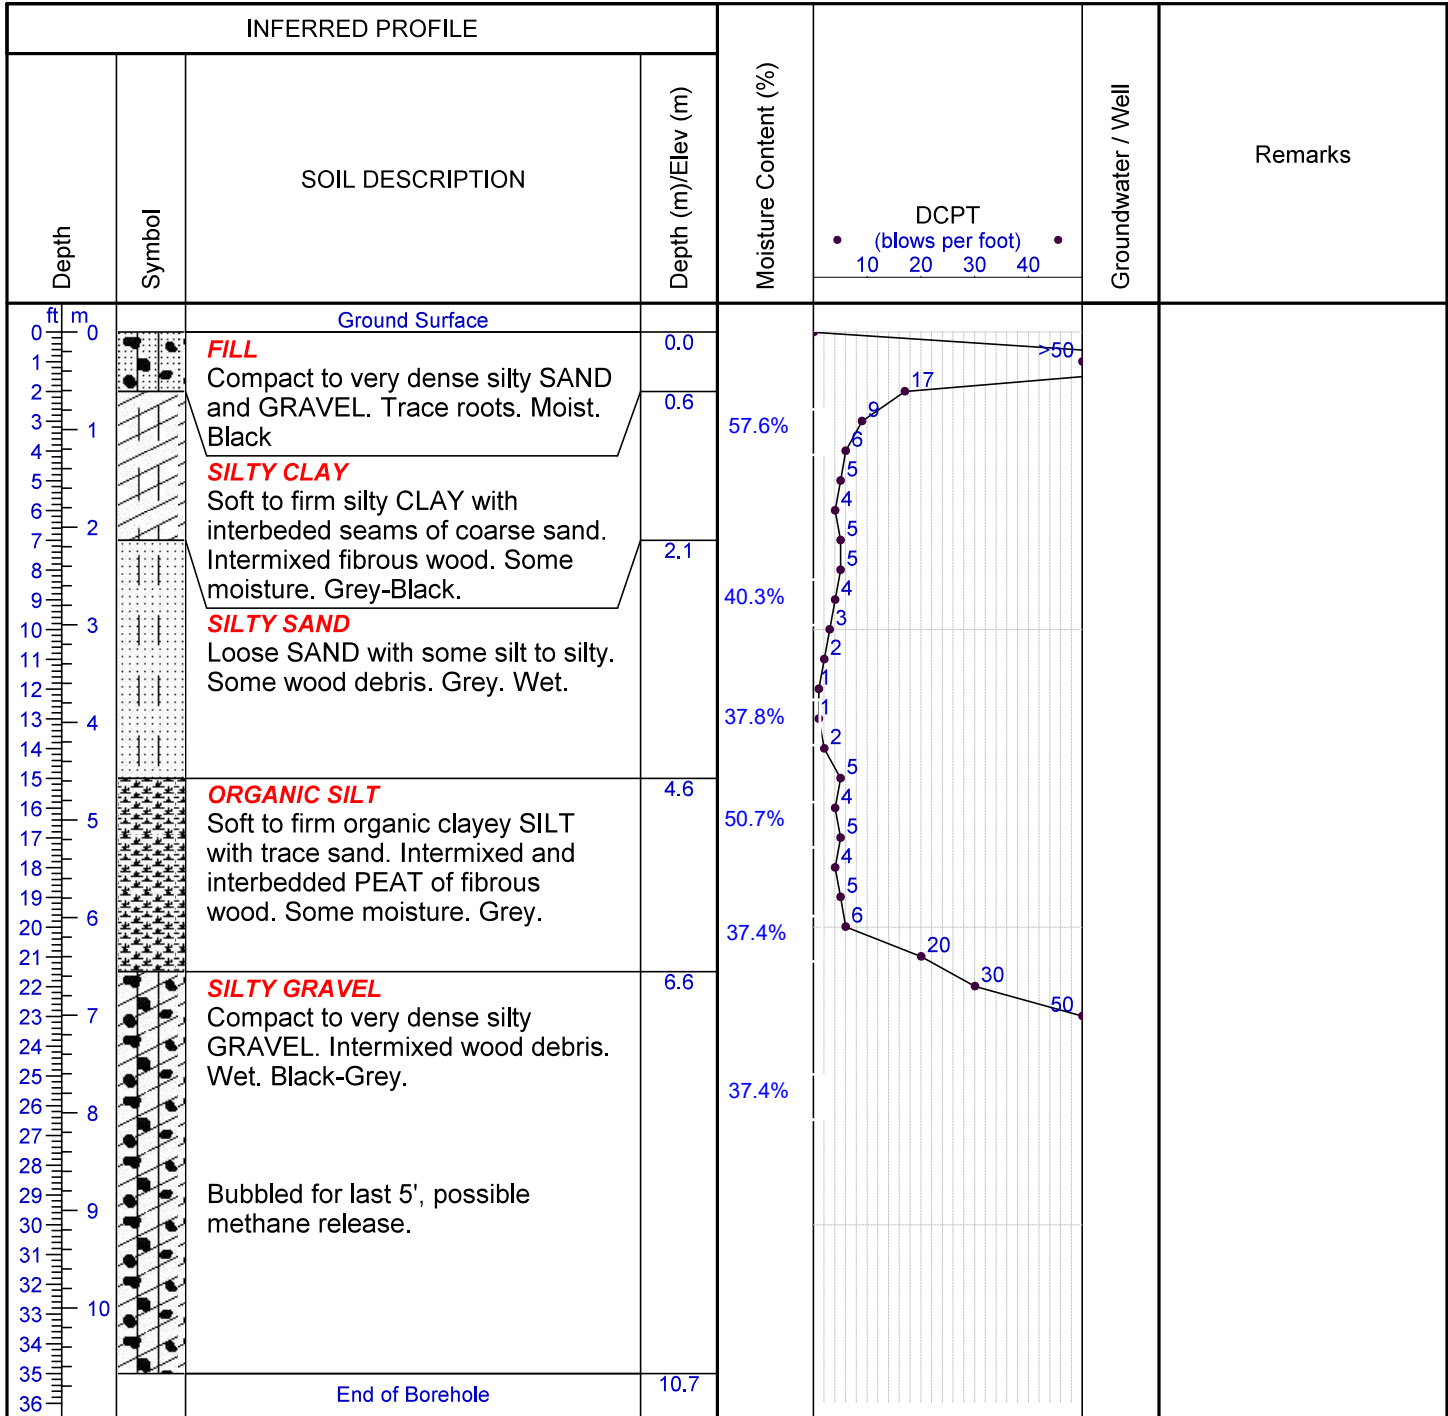 INFERRED PROFILE
Depth
Symbol
SOIL DESCRIPTION
Depth (m)/Elev (m)
Moisture Content (%)
DCPT
(blows per foot)
10 20 30 40
Groundwater / Well
Remarks
ft m
0 0
1
2
3 1
4
5
6
7 2
8
9
10 3
11
12
13 4
14
15
16 5
17
18
19
20 6
21
22
23 7
24
25
26 8
27
28
29 9
30
31
32
33 10
34
35
36
Ground Surface
0.0
FILL
Compact to very dense silty SAND
and GRAVEL. Trace roots. Moist.
Black
0.6
SILTY CLAY
Soft to firm silty CLAY with
interbeded seams of coarse sand.
Intermixed fibrous wood. Some
moisture. Grey-Black.
2.1
SILTY SAND
Loose SAND with some silt to silty.
Some wood debris. Grey. Wet.
4.6
ORGANIC SILT
Soft to firm organic clayey SILT
with trace sand. Intermixed and
interbedded PEAT of fibrous
wood. Some moisture. Grey.
6.6
SILTY GRAVEL
Compact to very dense silty
GRAVEL. Intermixed wood debris.
Wet. Black-Grey.
Bubbled for last 5', possible
methane release.
10.7
End of Borehole
57.6%
40.3%
37.8%
50.7%
37.4%
37.4%
>50
17
9
6
5
4
5
5
4
3
2
1
1
2
5
4
5
4
5
6
20
30
50